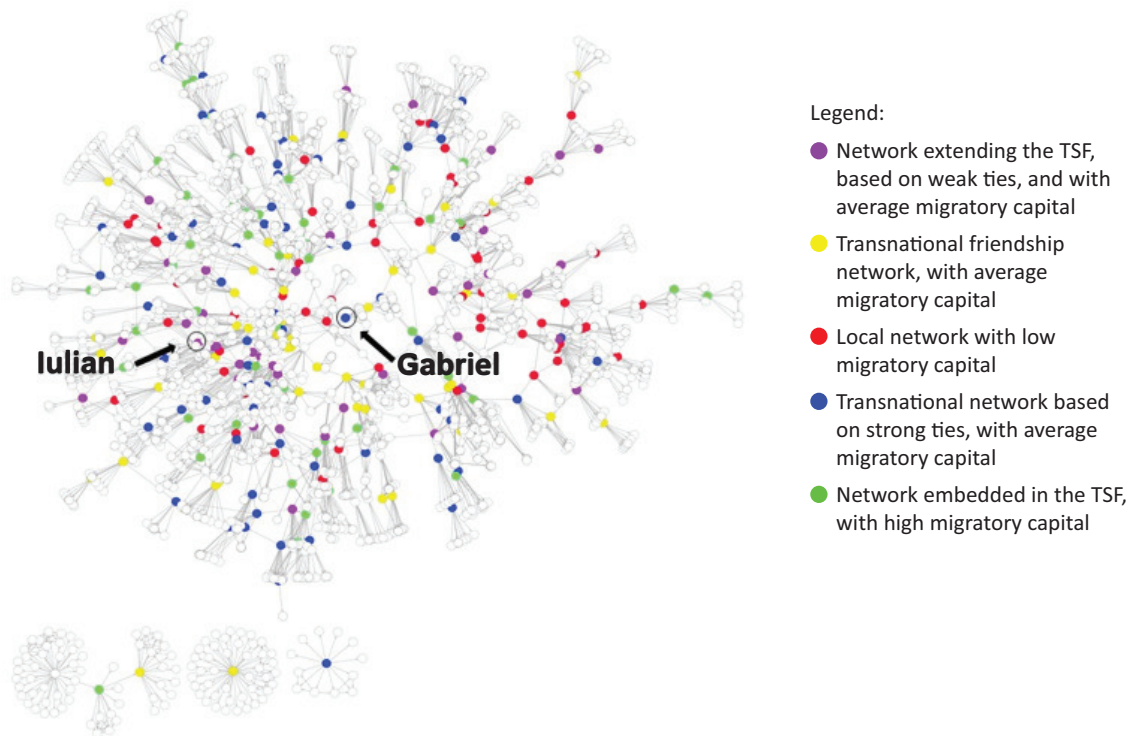 Iulian
Gabriel
Legend:
Network extending the TSF,
based on weak ties, and with
average migratory capital
Transnational friendship
network, with average
migratory capital
Local network with low
migratory capital
Transnational network based
on strong ties, with average
migratory capital
Network embedded in the TSF,
with high migratory capital